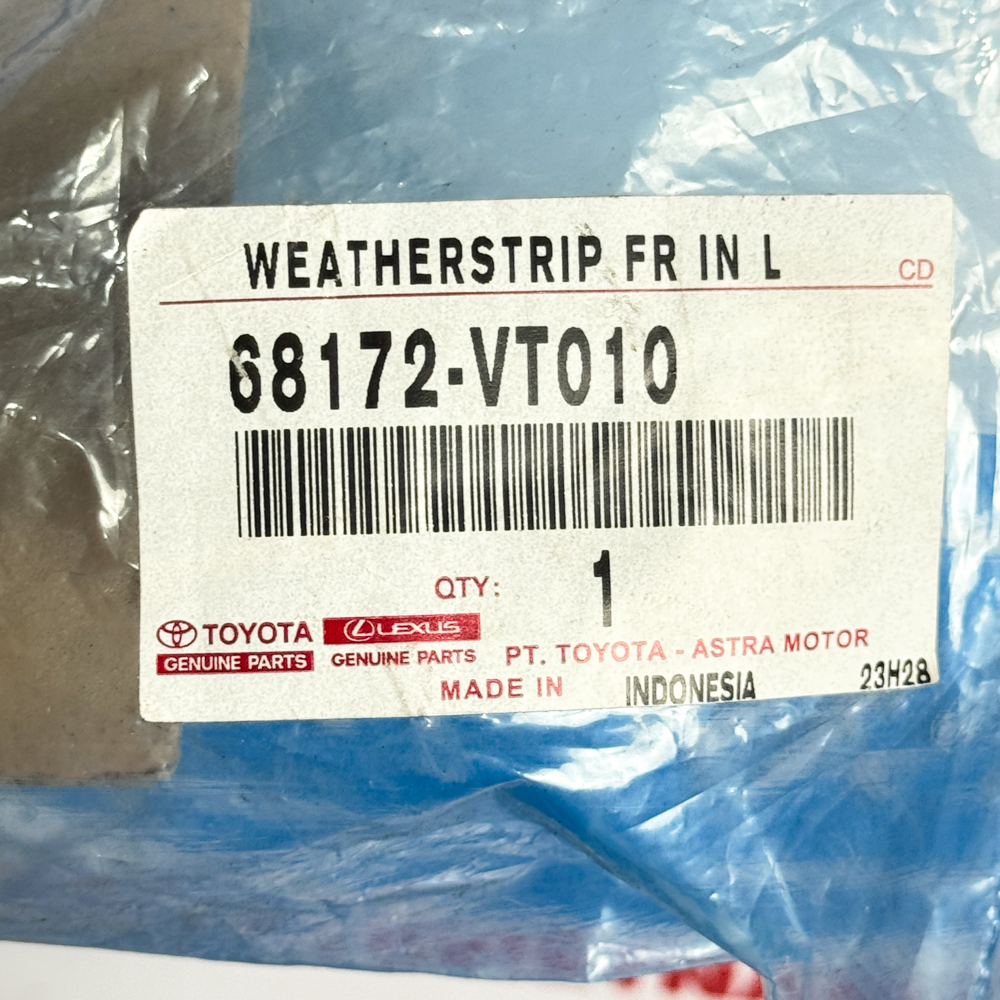 WEATHERSTRIP FR IN L
CD
68172-VT010
QTY: 1
TOYOTA
GENUINE PARTS
LEXUS
GENUINE PARTS
PT. TOYOTA - ASTRA MOTOR
MADE IN INDONESIA 23H28